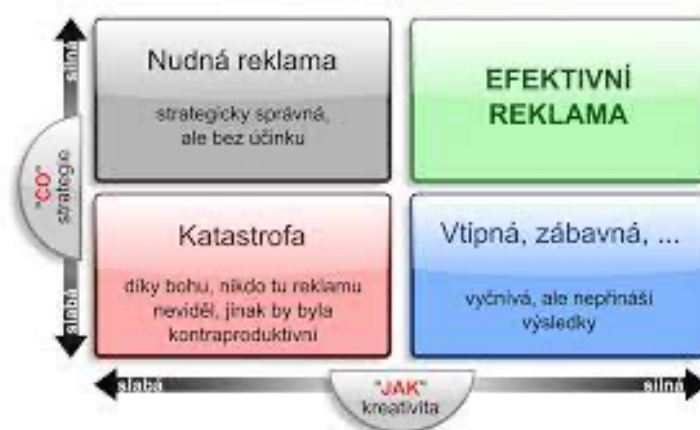 silná
"CO"
strategie
slabá
Nudná reklama
strategicky správná,
ale bez účinku
EFEKTIVNÍ
REKLAMA
Katastrofa
díky bohu, nikdo tu reklamu
neviděl, jinak by byla
kontraproduktivní
Vtipná, zábavná, ...
vyčnívá, ale nepřináší
výsledky
slabá
"JAK"
kreativita
silná